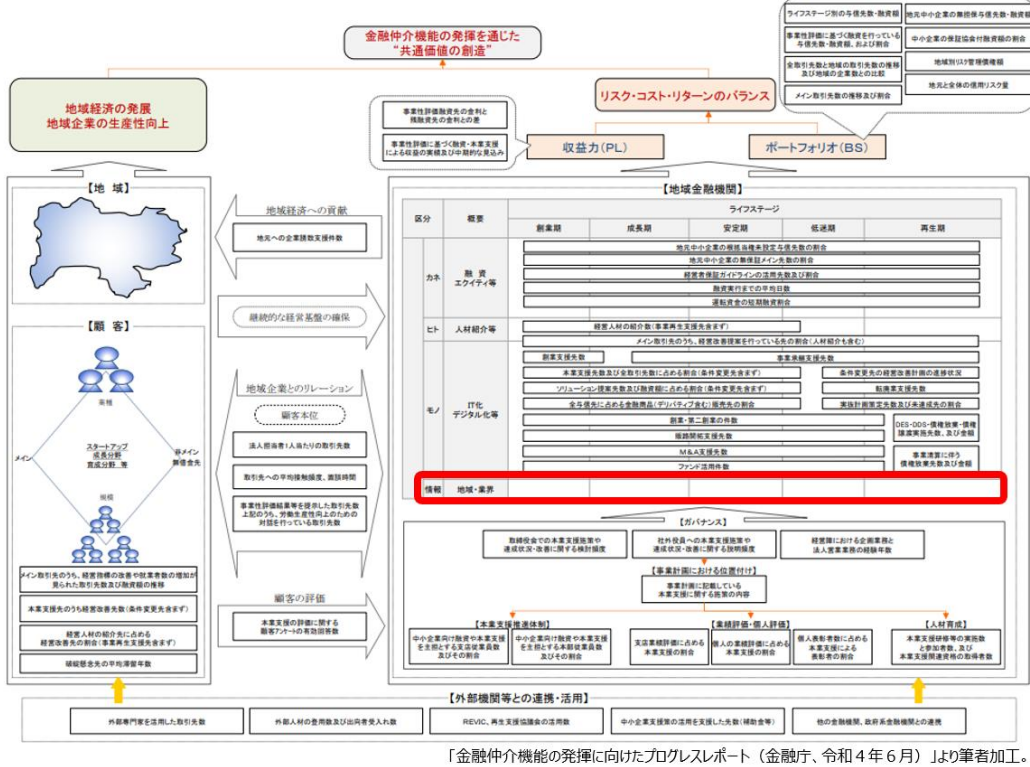 ライフステージ別の与信先数・融資額
地元中小企業の無担保与信先数・融資額
事業性評価に基づく融資を行っている
与信先数・融資額、および割合
中小企業の保証協会付融資額の割合
全取引先数と地域の取引先数の推移
及び地域の企業数との比較
地域別リスク管理債権額
メイン取引先数の推移及び割合
地元と全体の信用リスク量
金融仲介機能の発揮を通じた
“共通価値の創造”
地域経済の発展
地域企業の生産性向上
リスク・コスト・リターンのバランス
事業性評価融資先の金利と
残融資先の金利との差
事業性評価に基づく融資・本業支援
による収益の実績及び中期的な見込み
収益力(PL)
ポートフォリオ(BS)
【地 域】
地域経済への貢献
地元への企業誘致支援件数
継続的な経営基盤の確保
【顧 客】
業種
メイン
スタートアップ
成長分野
育成分野 等
非メイン
無借金先
規模
メイン取引先のうち、経営指標の改善や就業者数の増加が
見られた取引先数及び融資額の推移
本業支援先のうち経営改善先数(条件変更先含まず)
経営人材の紹介先に占める
経営改善先の割合(事業再生支援先含まず)
破綻懸念先の平均滞留年数
地域企業とのリレーション
顧客本位
法人担当者1人当たりの取引先数
取引先への平均接触頻度、面談時間
事業性評価結果等を提示した取引先数
上記のうち、労働生産性向上のための
対話を行っている取引先数
顧客の評価
本業支援の評価に関する
顧客アンケートの有効回答数
【地域金融機関】
区分
概要
ライフステージ
創業期
成長期
安定期
低迷期
再生期
カネ
融 資
エクイティ等
地元中小企業の根抵当権未設定与信先数の割合
地元中小企業の無保証メイン先数の割合
経営者保証ガイドラインの活用先数及び割合
融資実行までの平均日数
運転資金の短期融資割合
ヒト
人材紹介等
経営人材の紹介数(事業再生支援先含まず)
メイン取引先のうち、経営改善提案を行っている先の割合(人材紹介も含む)
モノ
IT化
デジタル化等
創業支援先数
事業承継支援先数
本業支援先数及び全取引先数に占める割合(条件変更先含まず)
条件変更先の経営改善計画の進捗状況
ソリューション提案先数及び融資額に占める割合(条件変更先含まず)
転廃業支援先数
全与信先に占める金融商品(デリバティブ含む)販売先の割合
実抜計画策定先数及び未達成先の割合
創業・第二創業の件数
DES・DDS・債権放棄・債権
譲渡実施先数、及び金額
販路開拓支援先数
M&A支援先数
事業清算に伴う
債権放棄先数及び金額
ファンド活用件数
情報
地域・業界
【ガバナンス】
取締役会での本業支援施策や
達成状況・改善に関する検討頻度
社外役員への本業支援施策や
達成状況・改善に関する説明頻度
経営陣における企画業務と
法人営業業務の経験年数
【事業計画における位置付け】
事業計画に記載している
本業支援に関する施策の内容
【本業支援推進体制】
【業績評価・個人評価】
【人材育成】
中小企業向け融資や本業支援
を主担とする支店従業員数
及びその割合
中小企業向け融資や本業支援
を主担とする本部従業員数
及びその割合
支店業績評価に占める
本業支援の割合
個人の業績評価に占める
本業支援の割合
個人表彰者数に占める
本業支援による
表彰者の割合
本業支援研修等の実施数
と参加者数、及び
本業支援関連資格の取得者数
【外部機関等との連携・活用】
外部専門家を活用した取引先数
外部人材の登用数及び出向者受入れ数
REVIC、再生支援協議会の活用数
中小企業支援策の活用を支援した先数(補助金等)
他の金融機関、政府系金融機関との連携
「金融仲介機能の発揮に向けたプログレスレポート(金融庁、令和4年6月)」より筆者加工。